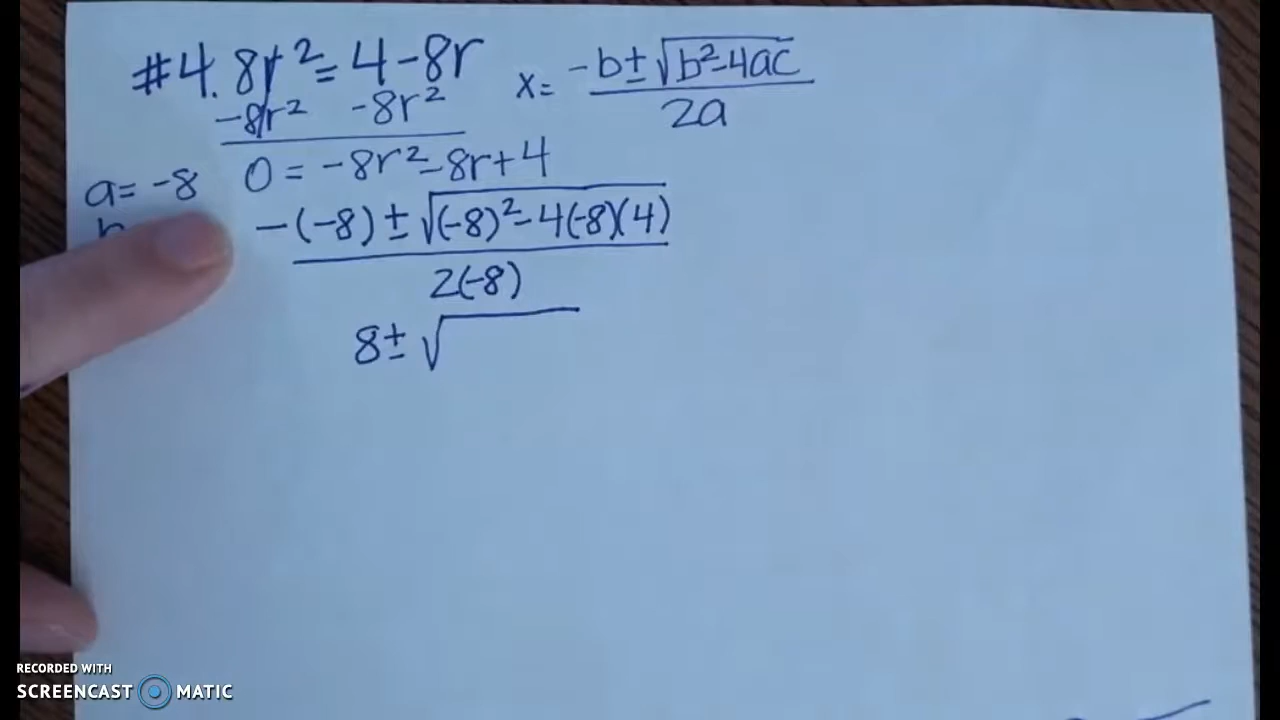 #4. 8r² = 4 - 8r
x = -b ± √b² - 4ac
2a
-8r² -8r²
0 = -8r² - 8r + 4
a = -8
-(-8) ± √(-8)² - 4(-8)(4)
2(-8)
8 ± √
RECORDED WITH
SCREENCAST MATIC